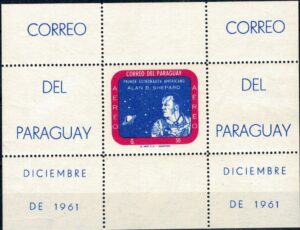 CORREO
CORREO
CORREO DEL PARAGUAY
PRIMER ASTRONAUTA AMERICANO
ALAN B. SHEPARD
AEREO
AEREO
DEL
PARAGUAY
DEL
PARAGUAY
DICIEMBRE
DE 1961
DICIEMBRE
DE 1961